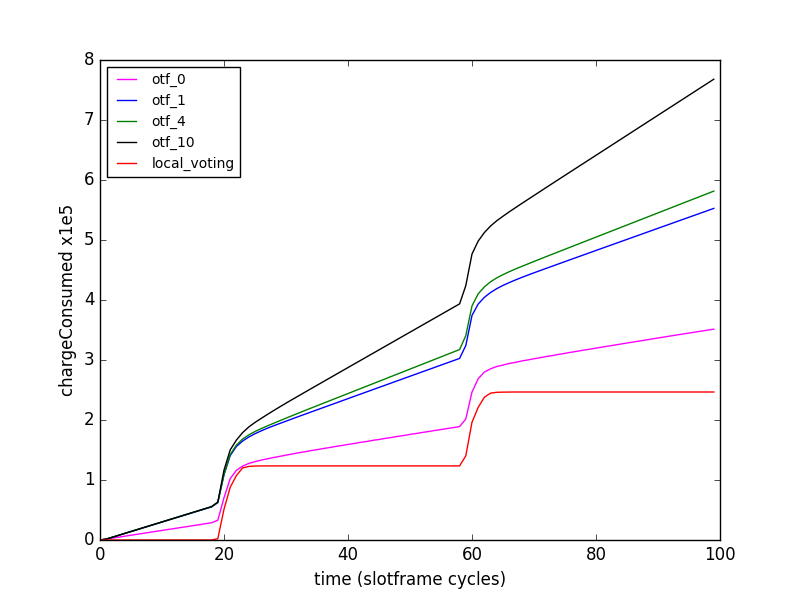 8
7
6
5
4
3
2
1
0
chargeConsumed x1e5
otf_0
otf_1
otf_4
otf_10
local_voting
0 20 40 60 80 100
time (slotframe cycles)